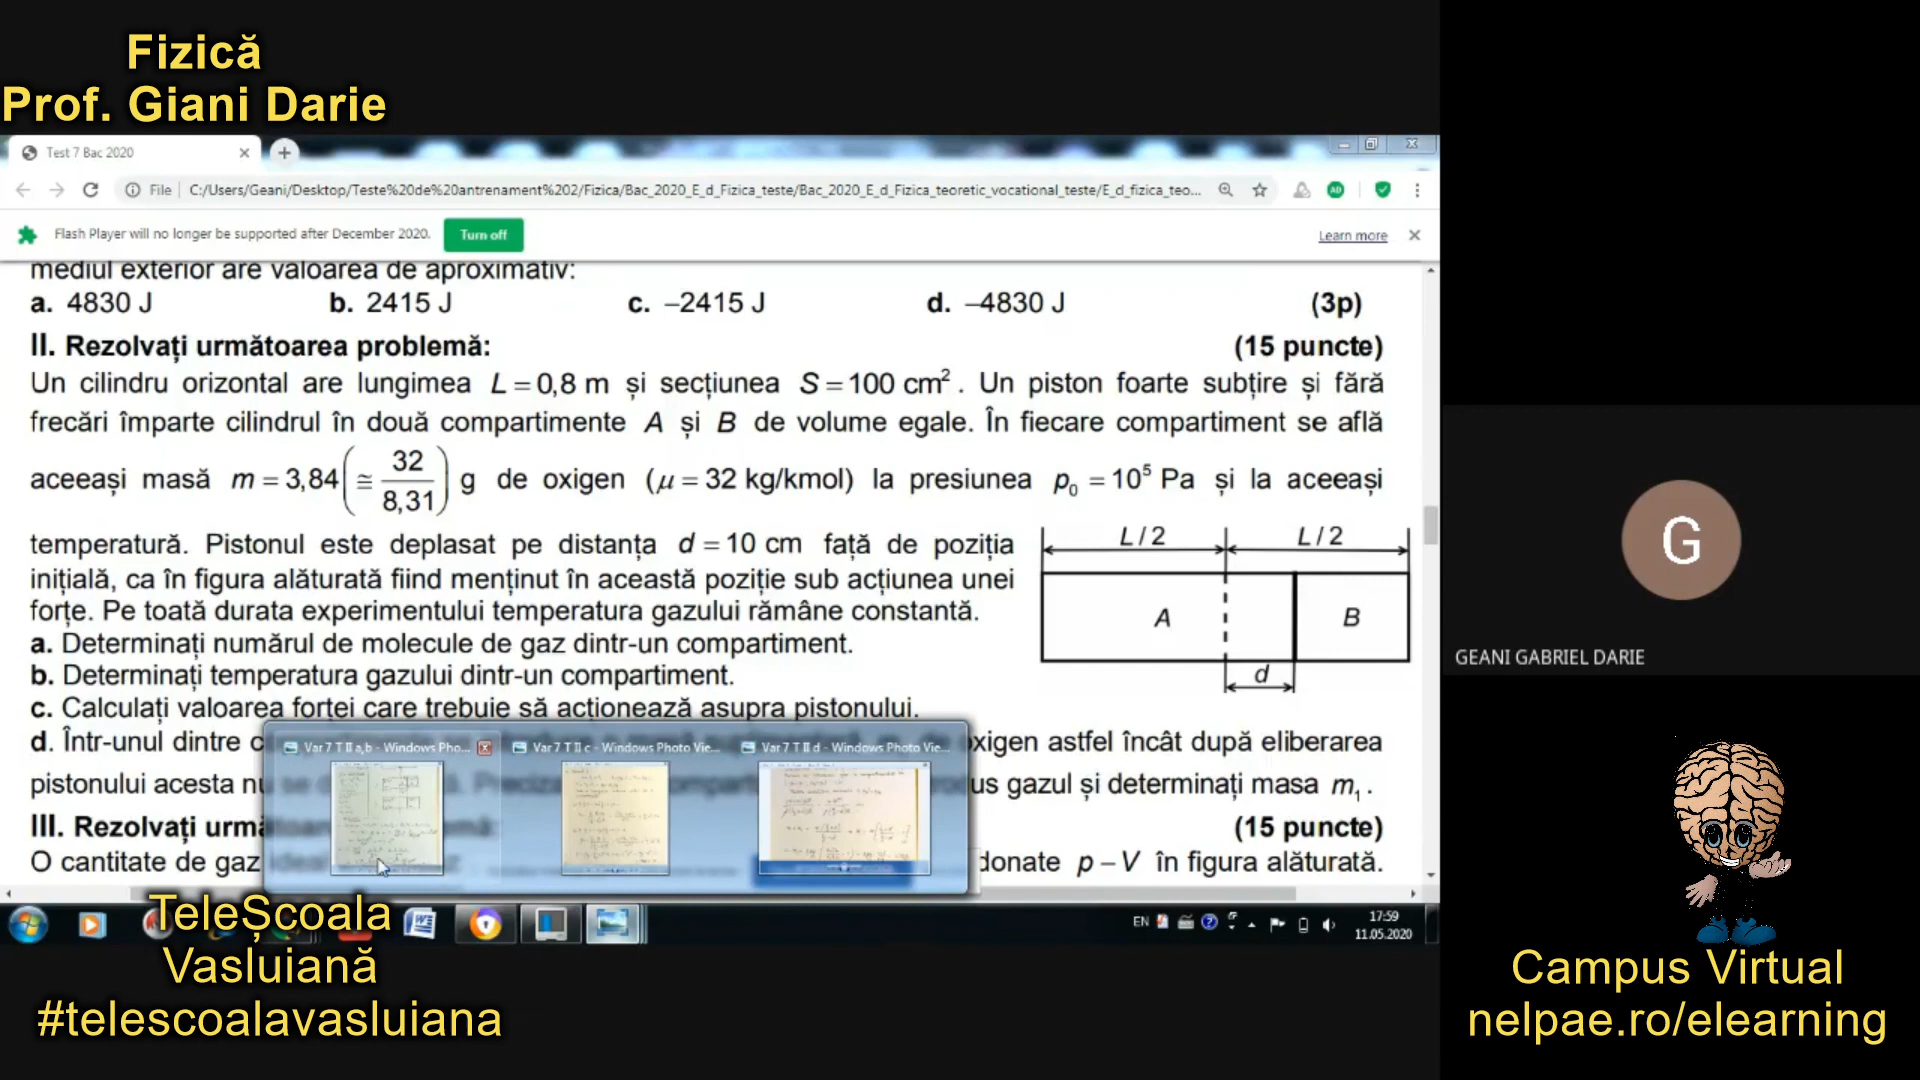 Fizică
Prof. Giani Darie
Test 7 Bac 2020
File
C:/Users/Geani/Desktop/Teste%20de%20antrenament%202/Fizica/Bac_2020_E_d_Fizica_teste/Bac_2020_E_d_Fizica_teoretic_vocational_teste/E_d_fizica_teo...
Flash Player will no longer be supported after December 2020. Turn off Learn more
mediul exterior are valoarea de aproximativ:
a. 4830 J b. 2415 J c. −2415 J d. −4830 J (3p)
II. Rezolvați următoarea problemă: (15 puncte)
Un cilindru orizontal are lungimea L = 0,8 m și secțiunea S = 100 cm². Un piston foarte subțire și fără
frecări împarte cilindrul în două compartimente A și B de volume egale. În fiecare compartiment se află
aceeași masă m = 3,84 (≅ 32/8,31) g de oxigen (μ = 32 kg/kmol) la presiunea p₀ = 10⁵ Pa și la aceeași
temperatură. Pistonul este deplasat pe distanța d = 10 cm față de poziția
inițială, ca în figura alăturată fiind menținut în această poziție sub acțiunea unei
forțe. Pe toată durata experimentului temperatura gazului rămâne constantă.
a. Determinați numărul de molecule de gaz dintr-un compartiment.
b. Determinați temperatura gazului dintr-un compartiment.
c. Calculați valoarea forței care trebuie să acționează asupra pistonului.
L / 2 L / 2
A B
d
d. Într-unul dintre c
oxigen astfel încât după eliberarea
pistonului acesta nu
us gazul și determinați masa m₁.
III. Rezolvați urm
(15 puncte)
O cantitate de gaz
donate p – V în figura alăturată.
Var 7 T II a,b - Windows Pho...
Var 7 T II c - Windows Photo Vie...
Var 7 T II d - Windows Photo Vie...
EN
17:59
11.05.2020
TeleȘcoala
Vasluiană
#telescoalavasluiana
G
GEANI GABRIEL DARIE
Campus Virtual
nelpae.ro/elearning